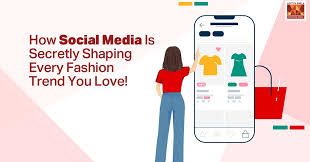 How Social Media Is
Secretly Shaping
Every Fashion
Trend You Love!